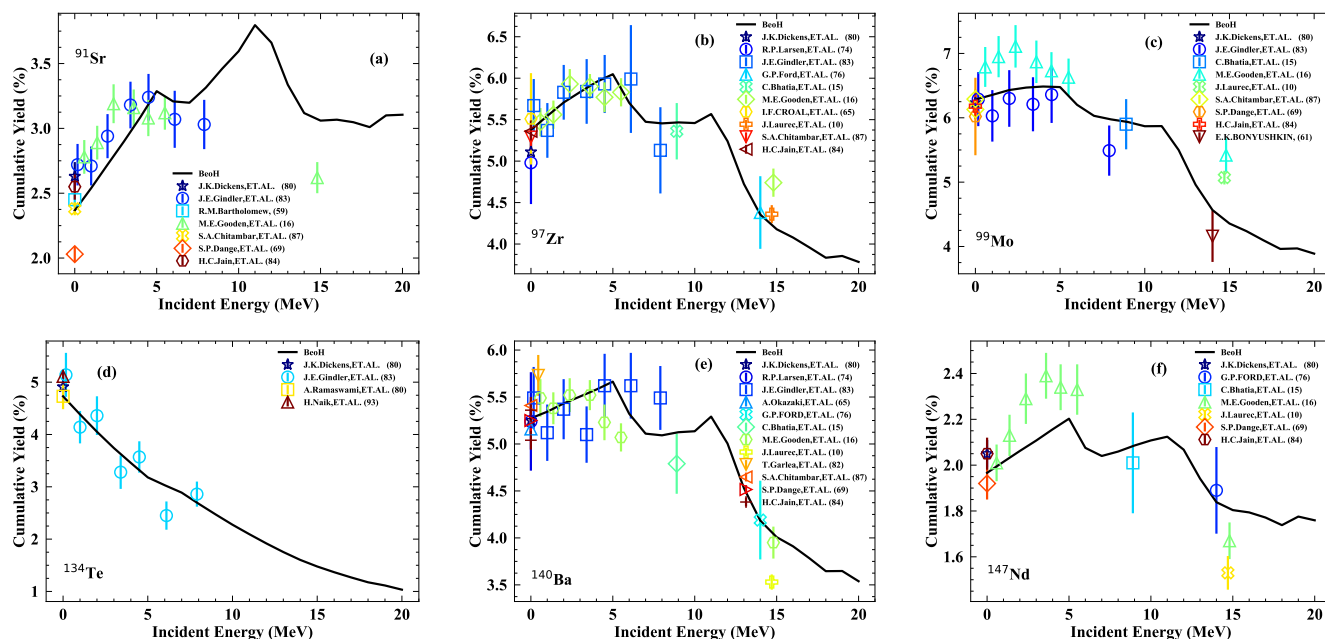 3.5
3.0
2.5
2.0
Cumulative Yield (%)
91Sr
(a)
BeoH
J.K.Dickens,ET.AL. (80)
J.E.Gindler,ET.AL. (83)
R.M.Bartholomew, (59)
M.E.Gooden,ET.AL. (16)
S.A.Chitambar,ET.AL. (87)
S.P.Dange,ET.AL. (69)
H.C.Jain,ET.AL. (84)
0 5 10 15 20
Incident Energy (MeV)
6.5
6.0
5.5
5.0
4.5
4.0
Cumulative Yield (%)
97Zr
(b)
BeoH
J.K.Dickens,ET.AL. (80)
R.P.Larsen,ET.AL. (74)
J.E.Gindler,ET.AL. (83)
G.P.Ford,ET.AL. (76)
C.Bhatia,ET.AL. (15)
M.E.Gooden,ET.AL. (16)
I.F.CROAL,ET.AL. (65)
J.Laurec,ET.AL. (10)
S.A.Chitambar,ET.AL. (87)
H.C.Jain,ET.AL. (84)
0 5 10 15 20
Incident Energy (MeV)
7
6
5
4
Cumulative Yield (%)
99Mo
(c)
BeoH
J.K.Dickens,ET.AL. (80)
J.E.Gindler,ET.AL. (83)
C.Bhatia,ET.AL. (15)
M.E.Gooden,ET.AL. (16)
J.Laurec,ET.AL. (10)
S.A.Chitambar,ET.AL. (87)
S.P.Dange,ET.AL. (69)
H.C.Jain,ET.AL. (84)
E.K.BONYUSHKIN, (61)
0 5 10 15 20
Incident Energy (MeV)
5
4
3
2
1
Cumulative Yield (%)
134Te
(d)
BeoH
J.K.Dickens,ET.AL. (80)
J.E.Gindler,ET.AL. (83)
A.Ramaswami,ET.AL. (80)
H.Naik,ET.AL. (93)
0 5 10 15 20
Incident Energy (MeV)
6.0
5.5
5.0
4.5
4.0
3.5
Cumulative Yield (%)
140Ba
(e)
BeoH
J.K.Dickens,ET.AL. (80)
R.P.Larsen,ET.AL. (74)
J.E.Gindler,ET.AL. (83)
A.Okazaki,ET.AL. (65)
G.P.FORD,ET.AL. (76)
C.Bhatia,ET.AL. (15)
M.E.Gooden,ET.AL. (16)
J.Laurec,ET.AL. (10)
T.Garlea,ET.AL. (82)
S.A.Chitambar,ET.AL. (87)
S.P.Dange,ET.AL. (69)
H.C.Jain,ET.AL. (84)
0 5 10 15 20
Incident Energy (MeV)
2.4
2.2
2.0
1.8
1.6
1.4
Cumulative Yield (%)
147Nd
(f)
BeoH
J.K.Dickens,ET.AL. (80)
G.P.FORD,ET.AL. (76)
C.Bhatia,ET.AL. (15)
M.E.Gooden,ET.AL. (16)
J.Laurec,ET.AL. (10)
S.P.Dange,ET.AL. (69)
H.C.Jain,ET.AL. (84)
0 5 10 15 20
Incident Energy (MeV)